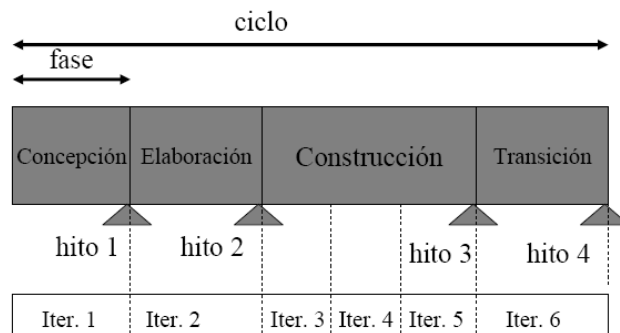 ciclo
fase
Concepción Elaboración Construcción Transición
hito 1 hito 2 hito 3 hito 4
Iter. 1 Iter. 2 Iter. 3 Iter. 4 Iter. 5 Iter. 6